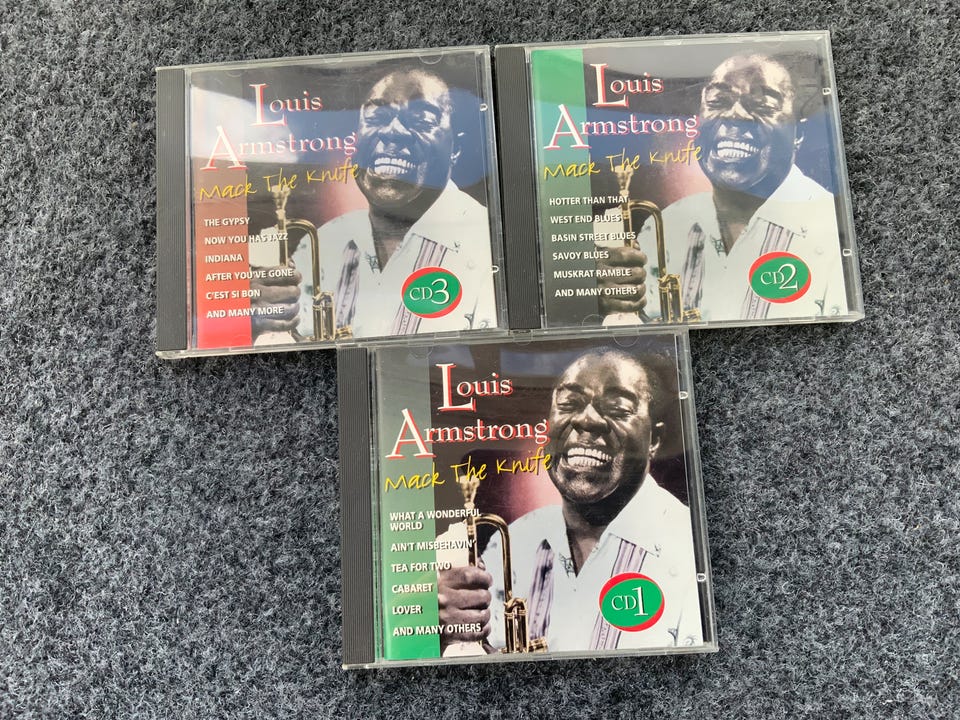 Louis
Armstrong
Mack The Knife
THE GYPSY
NOW YOU HAS JAZZ
INDIANA
AFTER YOU'VE GONE
C'EST SI BON
AND MANY MORE
CD3
Louis
Armstrong
Mack The Knife
HOTTER THAN THAT
WEST END BLUES
BASIN STREET BLUES
SAVOY BLUES
MUSKRAT RAMBLE
AND MANY OTHERS
CD2
Louis
Armstrong
Mack The Knife
WHAT A WONDERFUL
WORLD
AIN'T MISBEHAVIN'
TEA FOR TWO
CABARET
LOVER
AND MANY OTHERS
CD1